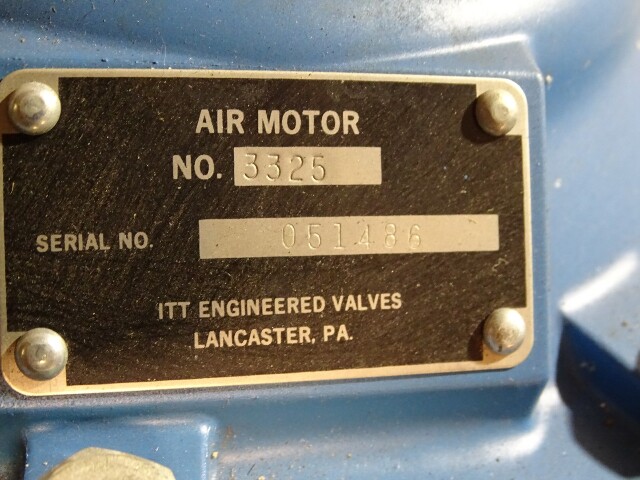 AIR MOTOR
NO. 3325
SERIAL NO. 051486
ITT ENGINEERED VALVES
LANCASTER, PA.